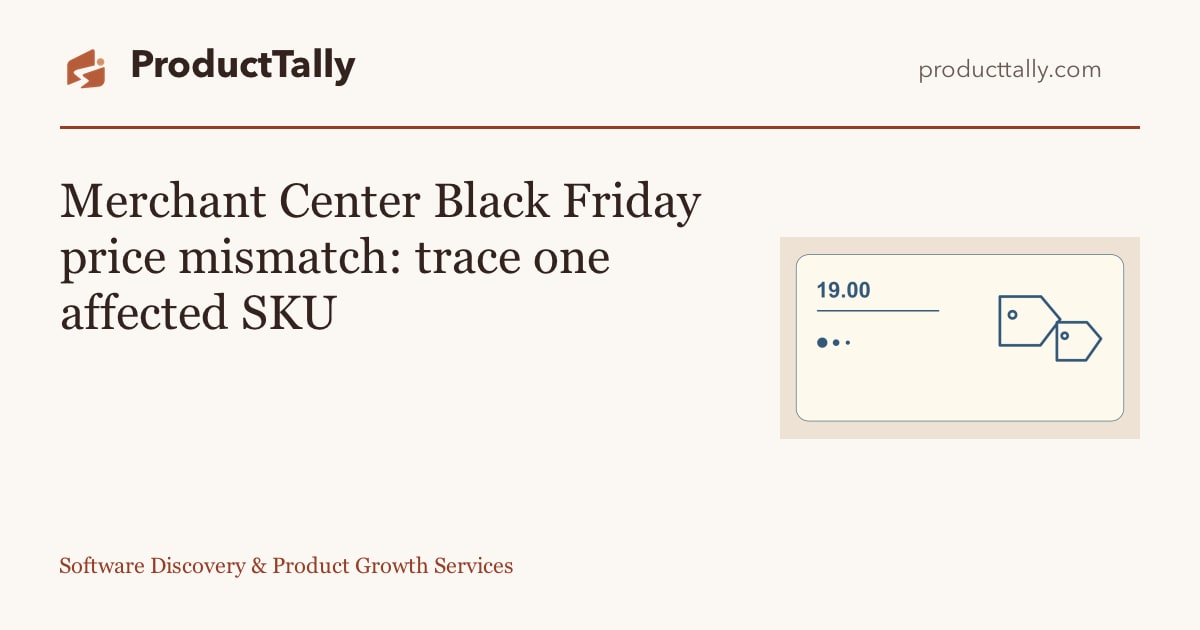 ProductTally
producttally.com
Merchant Center Black Friday
price mismatch: trace one
affected SKU
19.00
Software Discovery & Product Growth Services